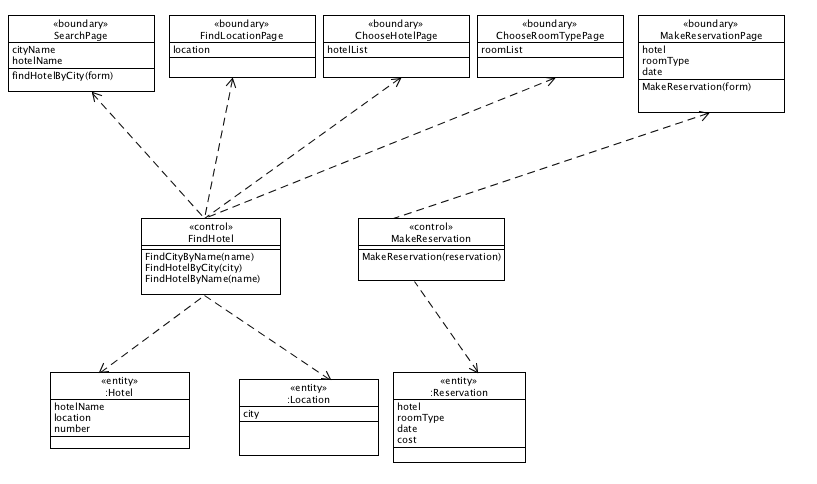 «boundary»
SearchPage
cityName
hotelName
findHotelByCity(form)
«boundary»
FindLocationPage
location
«boundary»
ChooseHotelPage
hotelList
«boundary»
ChooseRoomTypePage
roomList
«boundary»
MakeReservationPage
hotel
roomType
date
MakeReservation(form)
«control»
FindHotel
FindCityByName(name)
FindHotelByCity(city)
FindHotelByName(name)
«control»
MakeReservation
MakeReservation(reservation)
«entity»
:Hotel
hotelName
location
number
«entity»
:Location
city
«entity»
:Reservation
hotel
roomType
date
cost